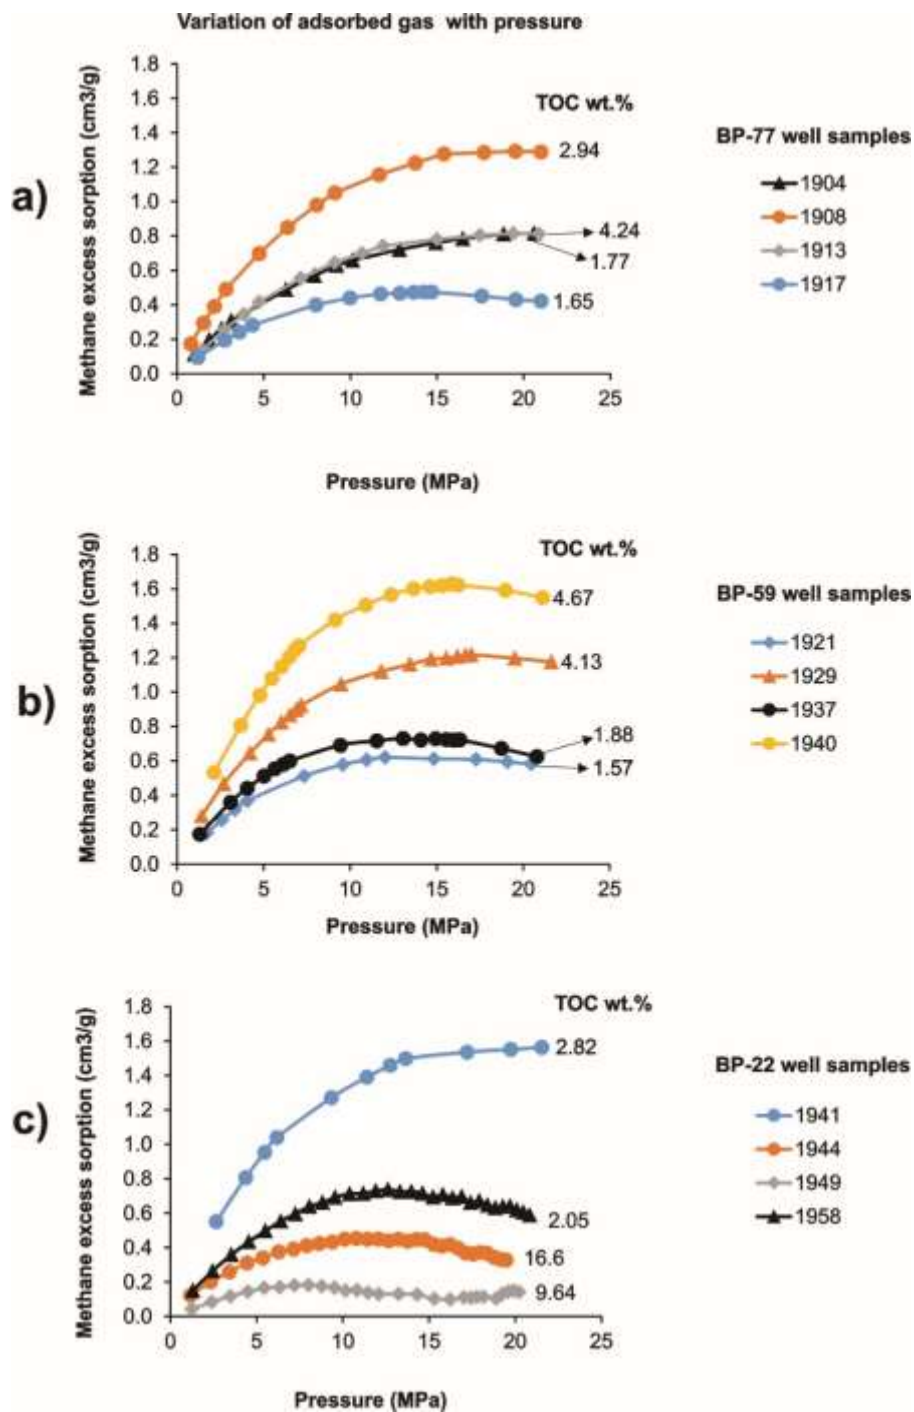 Variation of adsorbed gas with pressure
a)
Methane excess sorption (cm3/g)
1.8
1.6
1.4
1.2
1.0
0.8
0.6
0.4
0.2
0.0
0 5 10 15 20 25
Pressure (MPa)
TOC wt.%
2.94
4.24
1.77
1.65
BP-77 well samples
1904
1908
1913
1917
b)
Methane excess sorption (cm3/g)
1.8
1.6
1.4
1.2
1.0
0.8
0.6
0.4
0.2
0.0
0 5 10 15 20 25
Pressure (MPa)
TOC wt.%
4.67
4.13
1.88
1.57
BP-59 well samples
1921
1929
1937
1940
c)
Methane excess sorption (cm3/g)
1.8
1.6
1.4
1.2
1.0
0.8
0.6
0.4
0.2
0.0
0 5 10 15 20 25
Pressure (MPa)
TOC wt.%
2.82
2.05
16.6
9.64
BP-22 well samples
1941
1944
1949
1958